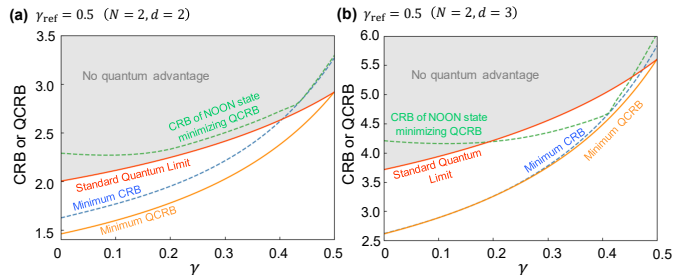 (a) γref = 0.5 (N = 2, d = 2)
3.5
3.0
2.5
2.0
1.5
CRB or QCRB
No quantum advantage
CRB of NOON state
minimizing QCRB
Standard Quantum Limit
Minimum CRB
Minimum QCRB
0 0.1 0.2 0.3 0.4 0.5
γ
(b) γref = 0.5 (N = 2, d = 3)
6.0
5.5
5.0
4.5
4.0
3.5
3.0
2.5
CRB or QCRB
No quantum advantage
CRB of NOON state
minimizing QCRB
Standard Quantum
Limit
Minimum CRB
Minimum QCRB
0 0.1 0.2 0.3 0.4 0.5
γ